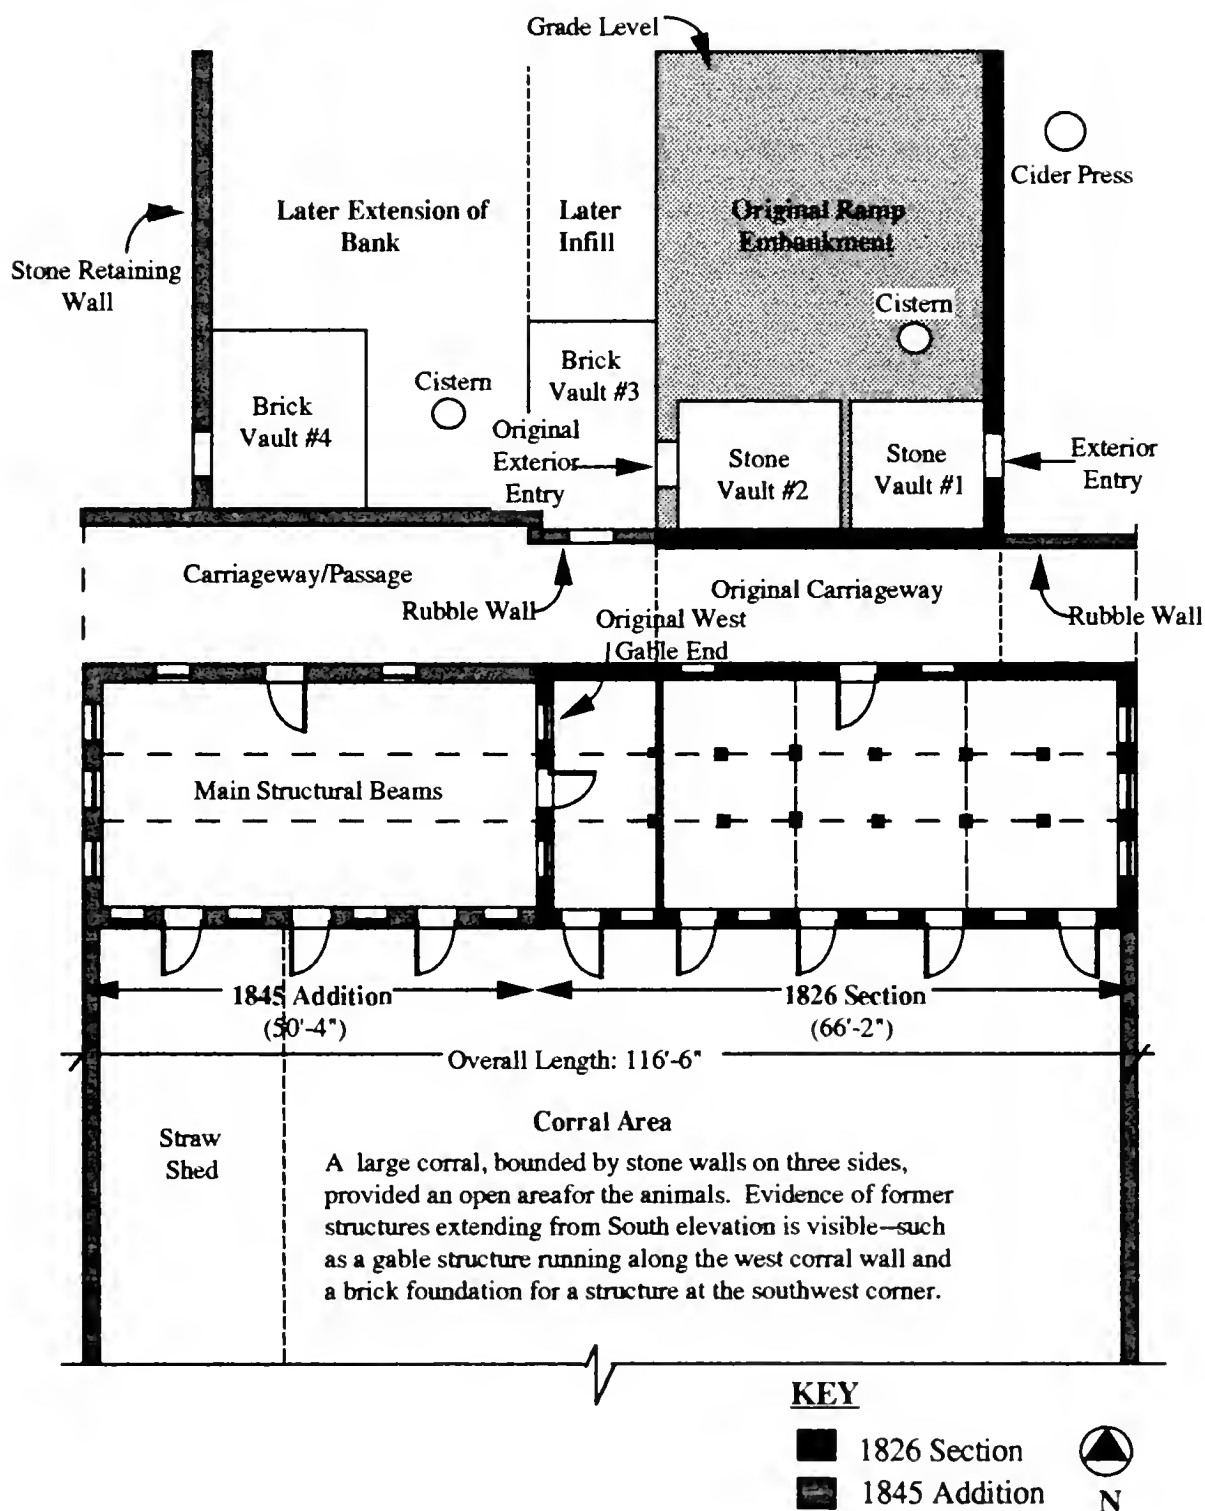 Grade Level
Cider Press
Later Extension of
Bank
Later
Infill
Original Ramp
Embankment
Stone Retaining
Wall
Cistern
Brick
Vault #3
Cistern
Brick
Vault #4
Original
Exterior
Entry
Stone
Vault #2
Stone
Vault #1
Exterior
Entry
Carriageway/Passage
Rubble Wall
Original Carriageway
Rubble Wall
Original West
Gable End
Main Structural Beams
1845 Addition
(50'-4")
1826 Section
(66'-2")
Overall Length: 116'-6"
Straw
Shed
Corral Area
A large corral, bounded by stone walls on three sides,
provided an open areafor the animals. Evidence of former
structures extending from South elevation is visible—such
as a gable structure running along the west corral wall and
a brick foundation for a structure at the southwest corner.
KEY
1826 Section
1845 Addition
N